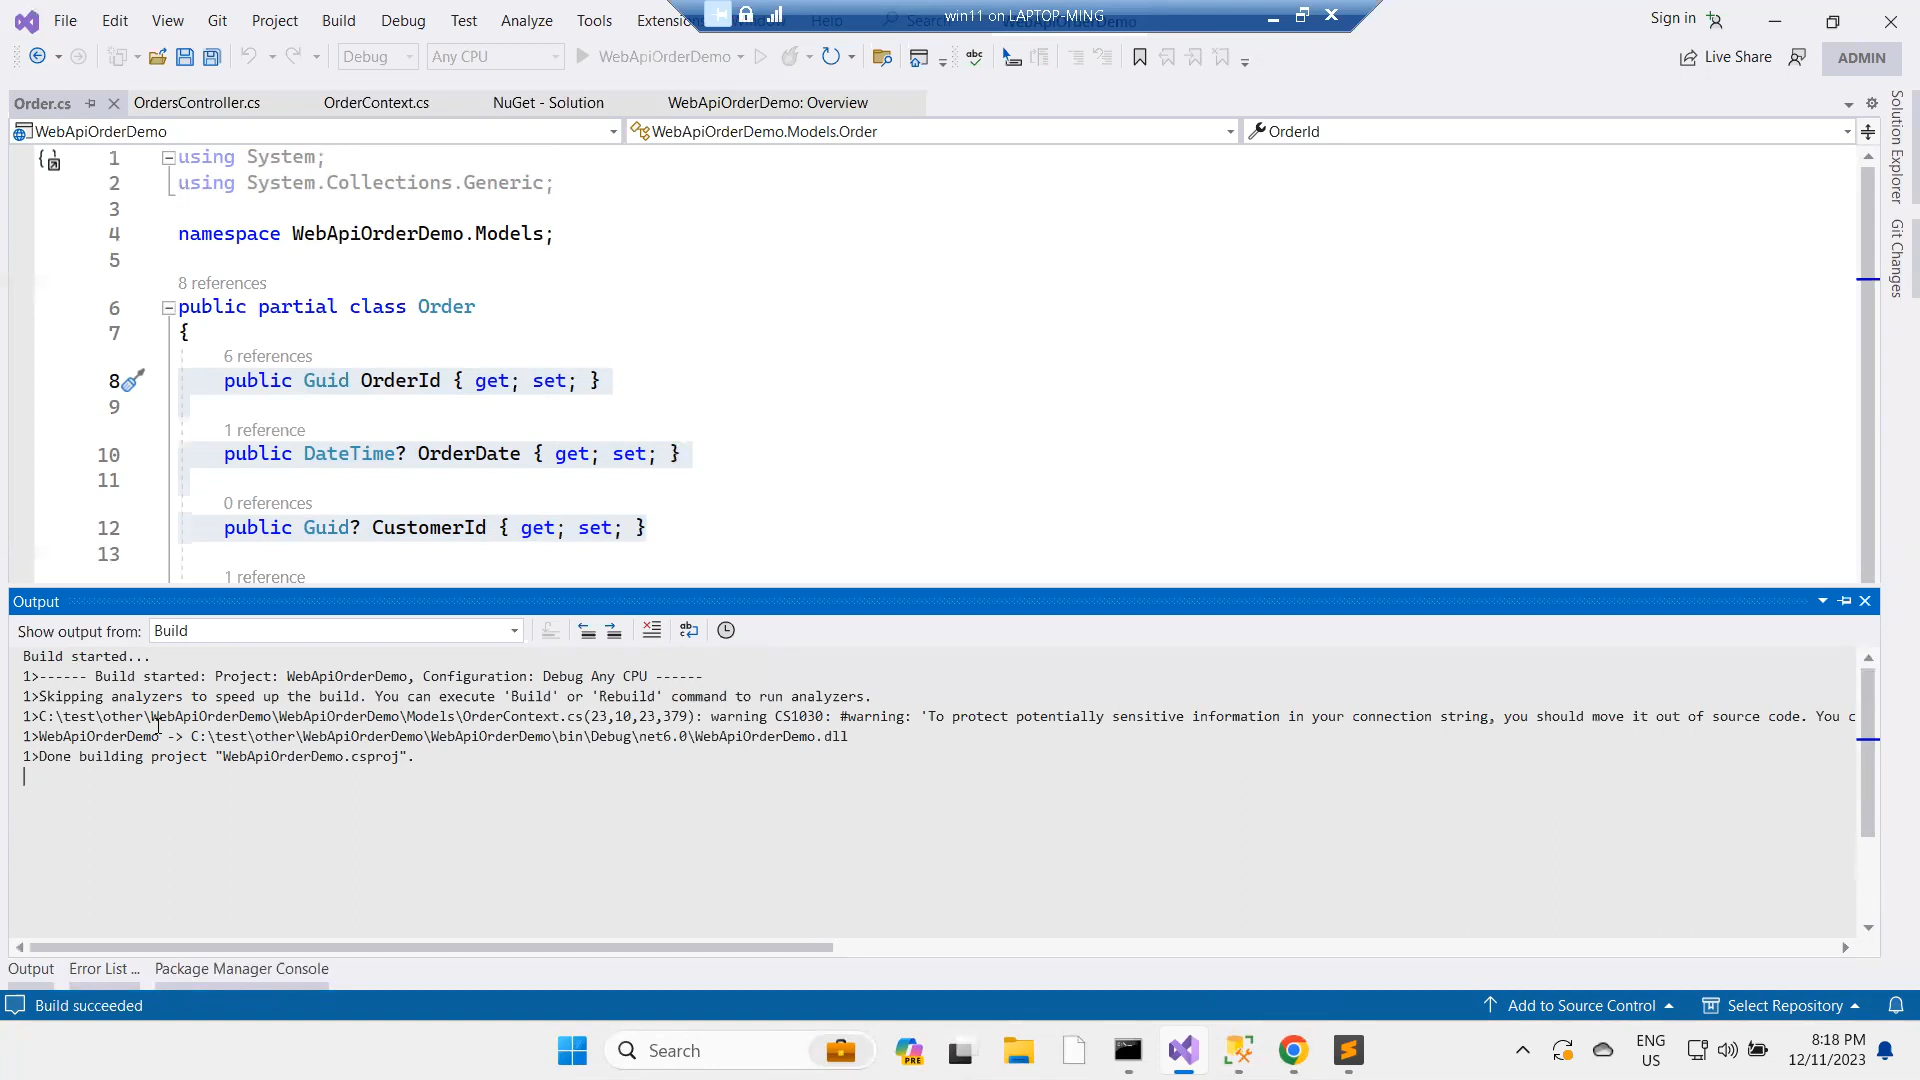 File Edit View Git Project Build Debug Test Analyze Tools Extensions Window Help Search WebApiOrderDemo Sign in
win11 on LAPTOP-MING
Debug Any CPU WebApiOrderDemo Live Share ADMIN
Order.cs OrdersController.cs OrderContext.cs NuGet - Solution WebApiOrderDemo: Overview
WebApiOrderDemo WebApiOrderDemo.Models.Order OrderId
Solution Explorer
Git Changes
1 using System;
2 using System.Collections.Generic;
3
4 namespace WebApiOrderDemo.Models;
5
8 references
6 public partial class Order
7 {
6 references
8 public Guid OrderId { get; set; }
9
1 reference
10 public DateTime? OrderDate { get; set; }
11
0 references
12 public Guid? CustomerId { get; set; }
13
1 reference
Output
Show output from: Build
Build started...
1>------ Build started: Project: WebApiOrderDemo, Configuration: Debug Any CPU ------
1>Skipping analyzers to speed up the build. You can execute 'Build' or 'Rebuild' command to run analyzers.
1>C:\test\other\WebApiOrderDemo\WebApiOrderDemo\Models\OrderContext.cs(23,10,23,379): warning CS1030: #warning: 'To protect potentially sensitive information in your connection string, you should move it out of source code. You c
1>WebApiOrderDemo -> C:\test\other\WebApiOrderDemo\WebApiOrderDemo\bin\Debug\net6.0\WebApiOrderDemo.dll
1>Done building project "WebApiOrderDemo.csproj".
Output Error List ... Package Manager Console
Build succeeded Add to Source Control Select Repository
Search PRE ENG 8:18 PM
US 12/11/2023